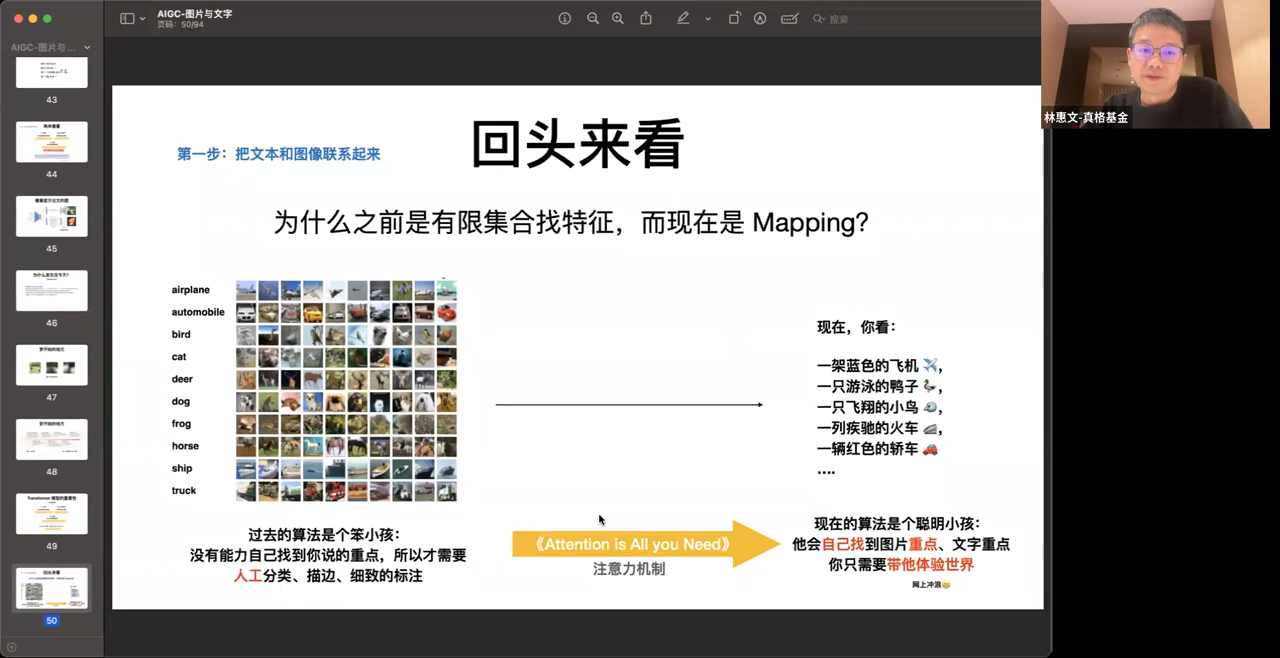 AIGC-图片与文字
页码：50/94
搜索
AIGC-图片与...
43
44
45
46
47
48
49
50
林惠文-真格基金
第一步：把文本和图像联系起来
回头来看
为什么之前是有限集合找特征，而现在是 Mapping?
airplane
automobile
bird
cat
deer
dog
frog
horse
ship
truck
现在，你看：
一架蓝色的飞机 ✈️，
一只游泳的鸭子 🦆，
一只飞翔的小鸟 🐦，
一列疾驰的火车 🚄，
一辆红色的轿车 🚗
....
过去的算法是个笨小孩：
没有能力自己找到你说的重点，所以才需要
人工分类、描边、细致的标注
《Attention is All you Need》
注意力机制
现在的算法是个聪明小孩：
他会自己找到图片重点、文字重点
你只需要带他体验世界
网上冲浪😄